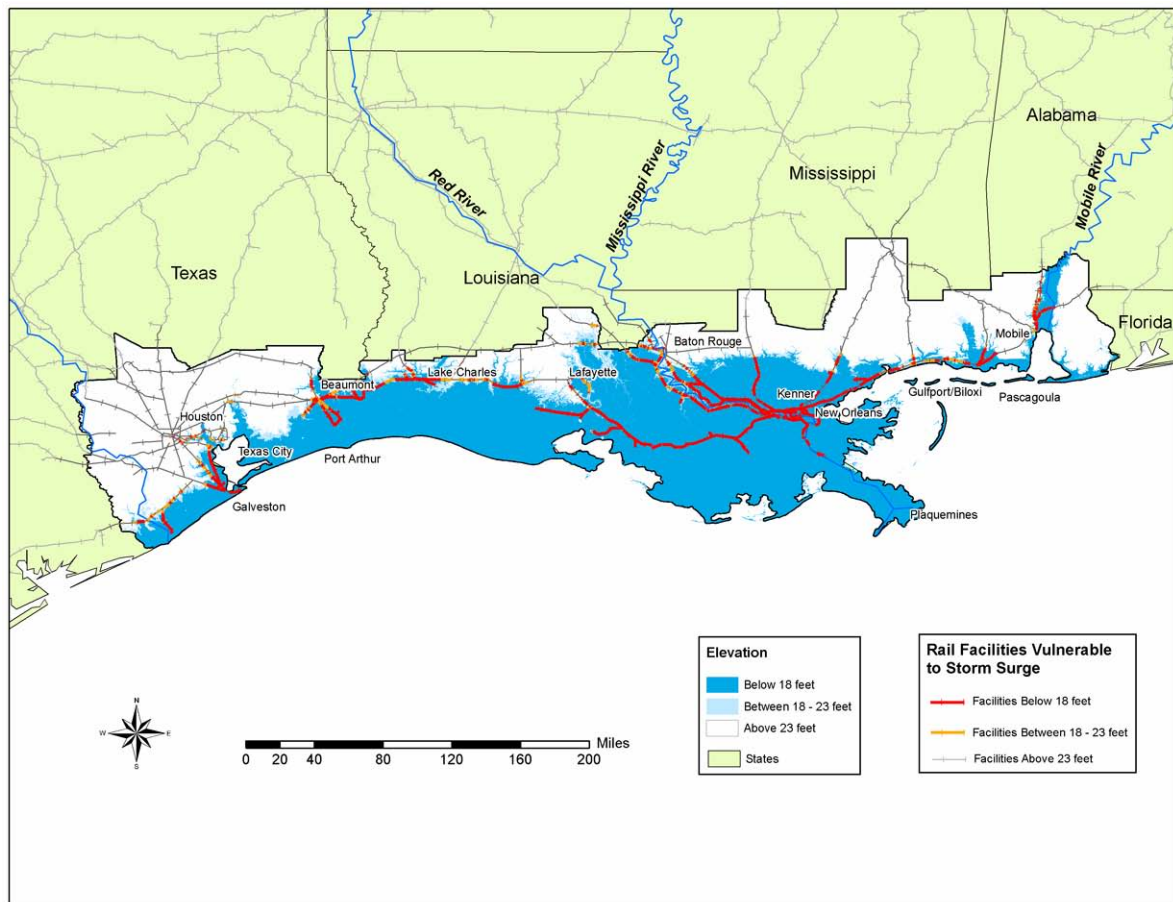 Alabama
Mississippi
Mobile River
Mississippi River
Red River
Texas
Louisiana
Florida
Mobile
Baton Rouge
Beaumont
Lake Charles
Lafayette
Kenner
Gulfport/Biloxi
Pascagoula
New Orleans
Houston
Texas City
Port Arthur
Galveston
Plaquemines
N
W
E
S
0 20 40 80 120 160 200
Miles
Elevation
Below 18 feet
Between 18 - 23 feet
Above 23 feet
States
Rail Facilities Vulnerable
to Storm Surge
Facilities Below 18 feet
Facilities Between 18 - 23 feet
Facilities Above 23 feet